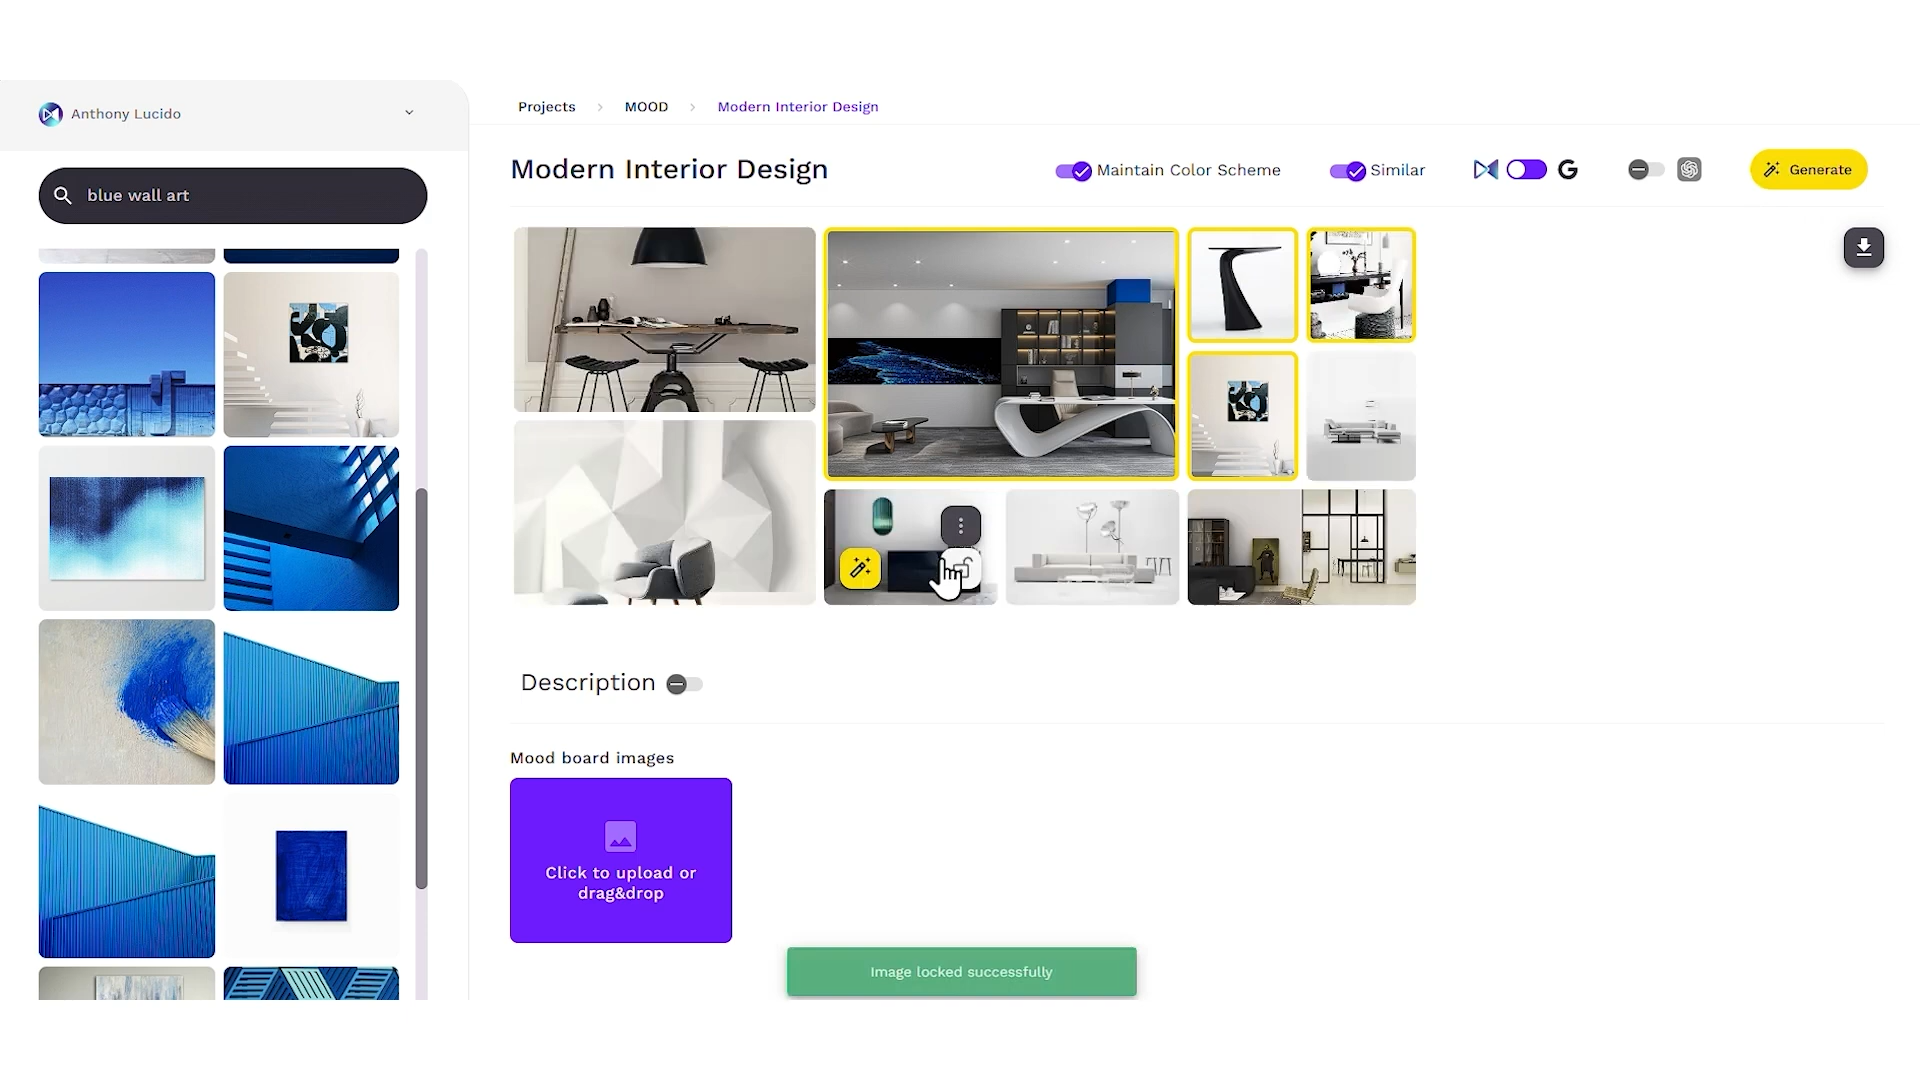 Anthony Lucido
Projects > MOOD > Modern Interior Design
blue wall art
Modern Interior Design
Maintain Color Scheme
Similar
G
Generate
Description
Mood board images
Click to upload or
drag&drop
Image locked successfully